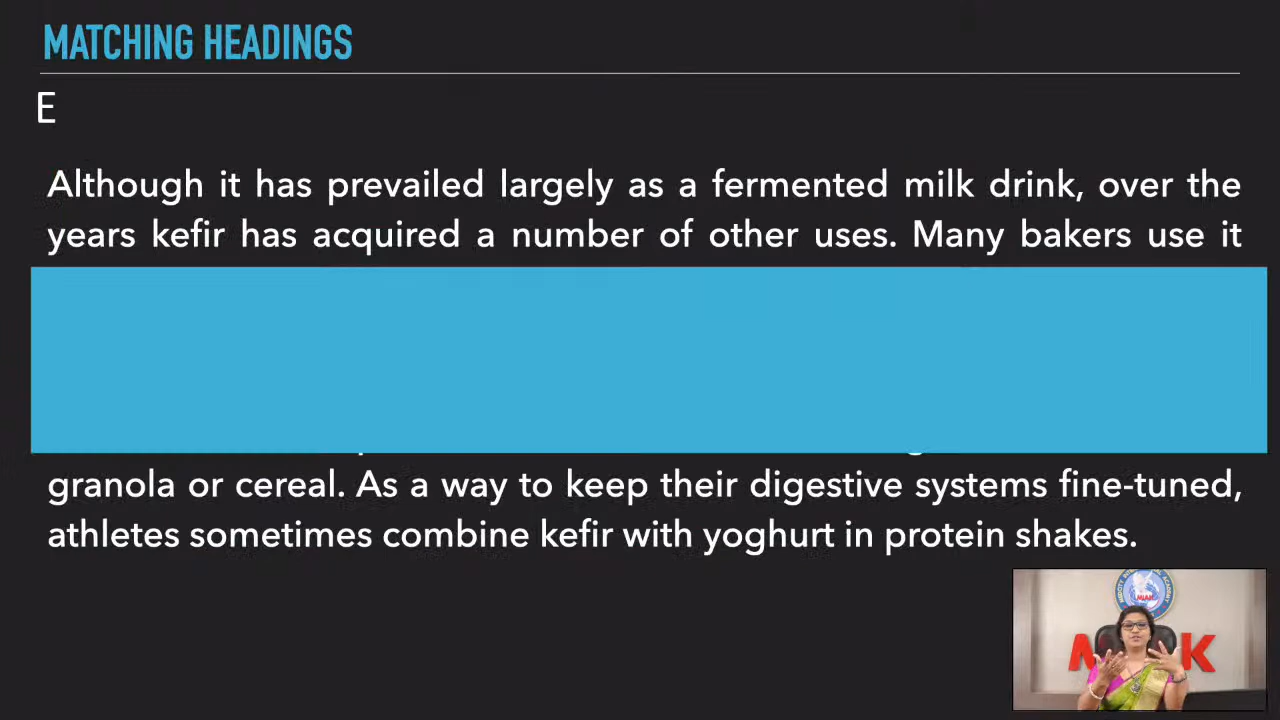 MATCHING HEADINGS
E
Although it has prevailed largely as a fermented milk drink, over the
years kefir has acquired a number of other uses. Many bakers use it
granola or cereal. As a way to keep their digestive systems fine-tuned,
athletes sometimes combine kefir with yoghurt in protein shakes.